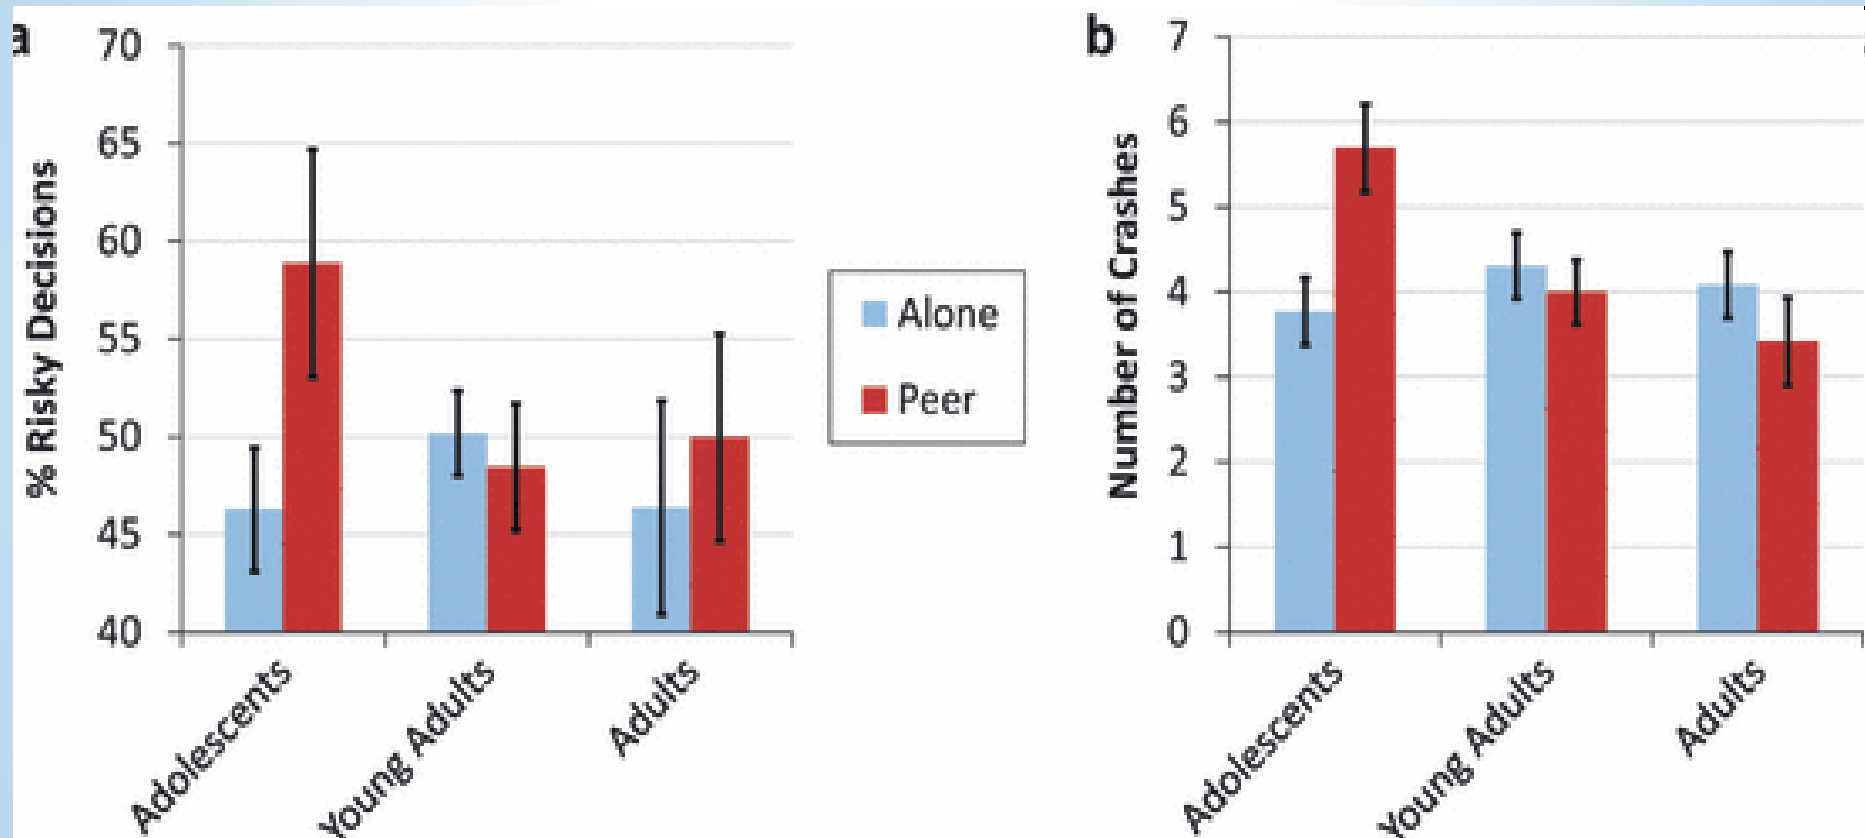 a
70
65
60
55
50
45
40
% Risky Decisions
Adolescents
Young Adults
Adults
Alone
Peer
b
7
6
5
4
3
2
1
0
Number of Crashes
Adolescents
Young Adults
Adults